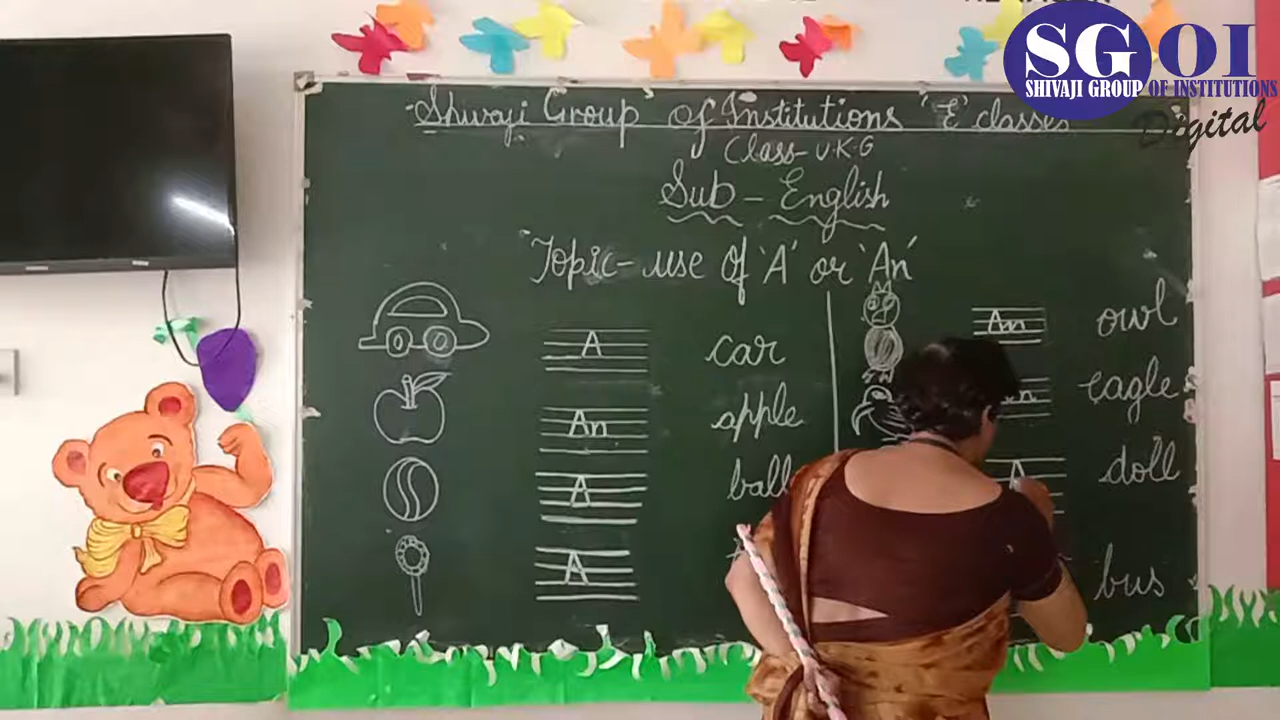 SGOI
SHIVAJI GROUP OF INSTITUTIONS
Digital
Shivaji Group of Institutions 'E' classes
Class- U.K.G
Sub - English
Topic- use of 'A' or 'An'
A car
An apple
A ball
A
An owl
eagle
A doll
bus